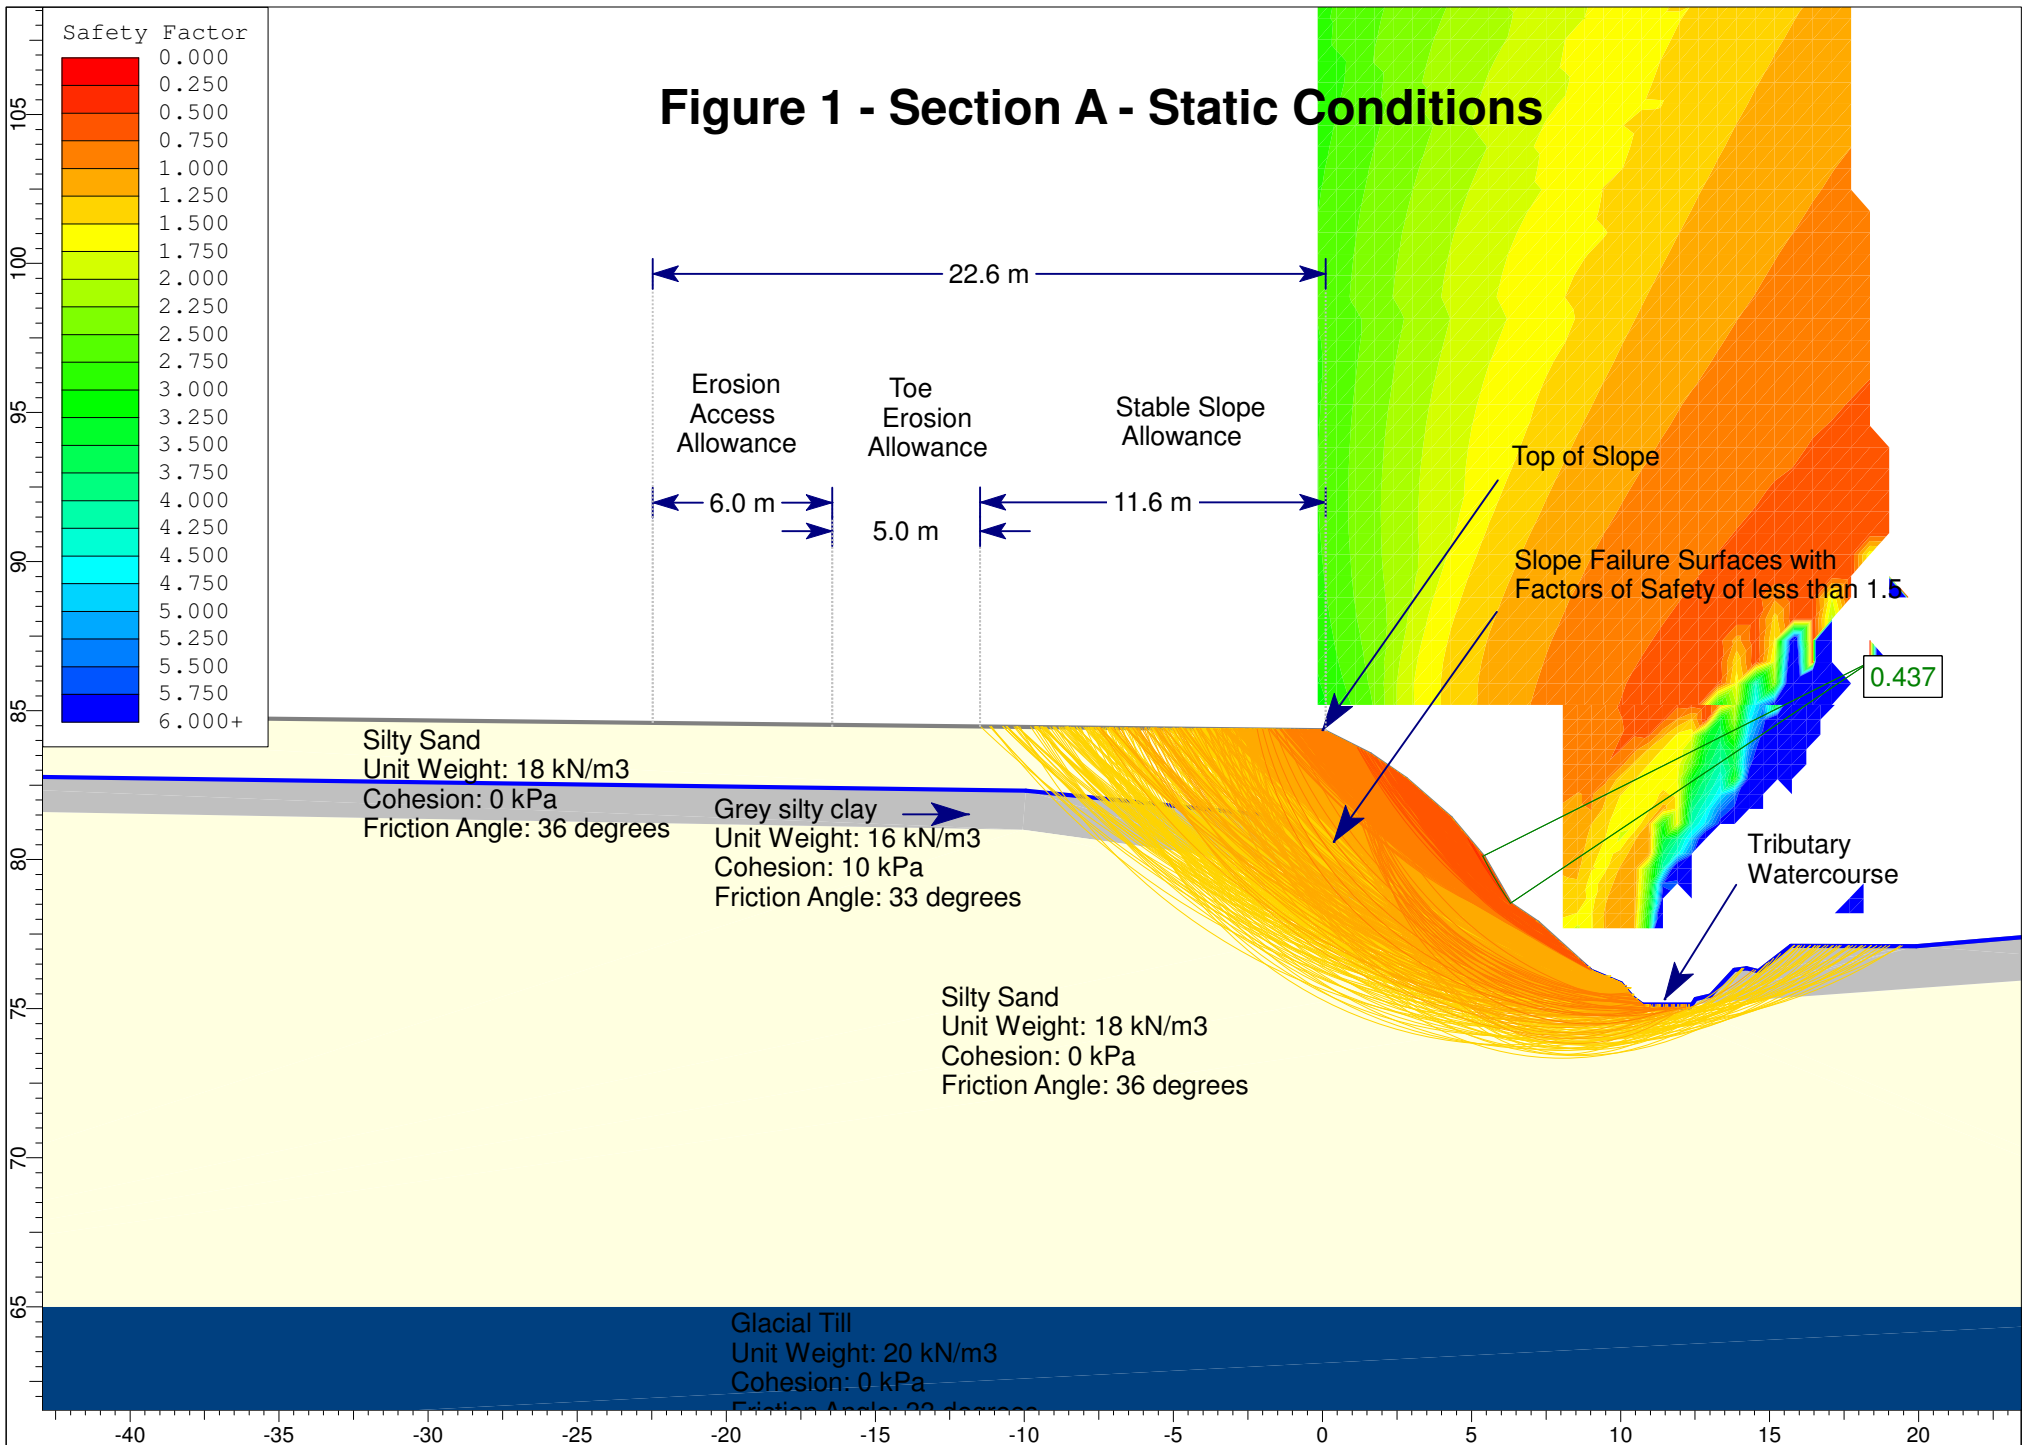 Safety Factor
0.000
0.250
0.500
0.750
1.000
1.250
1.500
1.750
2.000
2.250
2.500
2.750
3.000
3.250
3.500
3.750
4.000
4.250
4.500
4.750
5.000
5.250
5.500
5.750
6.000+
Figure 1 - Section A - Static Conditions
22.6 m
Erosion
Access
Allowance
Toe
Erosion
Allowance
Stable Slope
Allowance
6.0 m
5.0 m
11.6 m
Top of Slope
Slope Failure Surfaces with
Factors of Safety of less than 1.5
0.437
Tributary
Watercourse
Silty Sand
Unit Weight: 18 kN/m3
Cohesion: 0 kPa
Friction Angle: 36 degrees
Grey silty clay
Unit Weight: 16 kN/m3
Cohesion: 10 kPa
Friction Angle: 33 degrees
Silty Sand
Unit Weight: 18 kN/m3
Cohesion: 0 kPa
Friction Angle: 36 degrees
Glacial Till
Unit Weight: 20 kN/m3
Cohesion: 0 kPa
Friction Angle: degrees
105
100
95
90
85
80
75
70
65
-40
-35
-30
-25
-20
-15
-10
-5
0
5
10
15
20